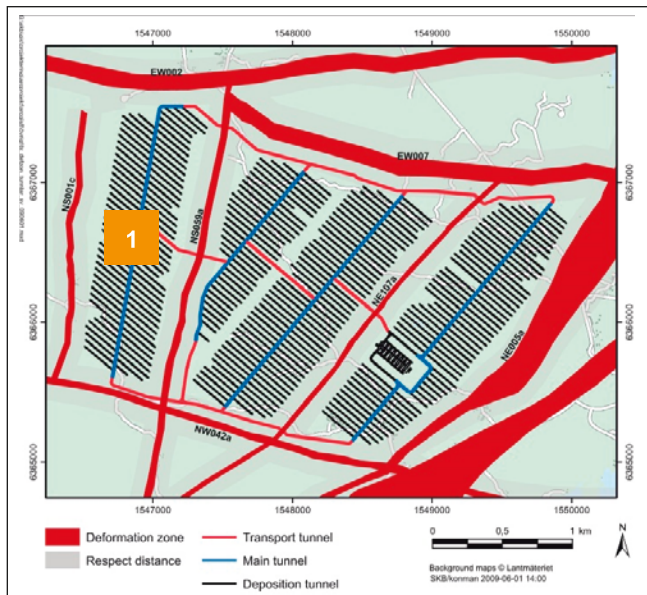 1547000 1548000 1549000 1550000
EW002
EW007
6367000 6367000
NS001c
NS059a
1
NE107a
6366000 6366000
NE005a
NW042a
6365000 6365000
1547000 1548000 1549000 1550000
Deformation zone Transport tunnel 0 0,5 1 km N
Respect distance Main tunnel
Deposition tunnel
Background maps © Lantmäteriet
SKB/konman 2009-06-01 14:00